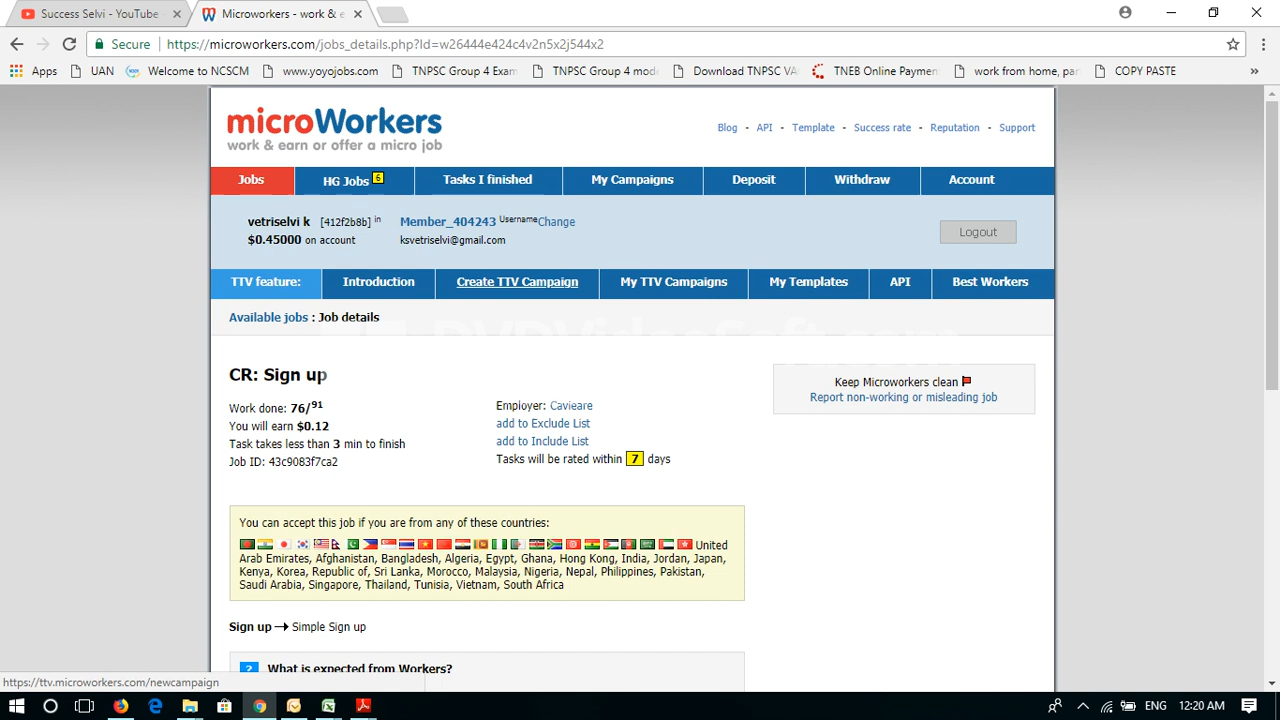 Success Selvi - YouTube
Microworkers - work & e
Secure
https://microworkers.com/jobs_details.php?Id=w26444e424c4v2n5x2j544x2
Apps UAN Welcome to NCSCM www.yoyojobs.com TNPSC Group 4 Exam TNPSC Group 4 mode Download TNPSC VA TNEB Online Paymen work from home, par COPY PASTE »
microWorkers
work & earn or offer a micro job
Blog - API - Template - Success rate - Reputation - Support
Jobs HG Jobs 6 Tasks I finished My Campaigns Deposit Withdraw Account
vetriselvi k [412f2b8b] in Member_404243 Username Change
$0.45000 on account ksvetriselvi@gmail.com
Logout
TTV feature: Introduction Create TTV Campaign My TTV Campaigns My Templates API Best Workers
Available jobs : Job details
CR: Sign up
Work done: 76/91
You will earn $0.12
Task takes less than 3 min to finish
Job ID: 43c9083f7ca2
Employer: Cavieare
add to Exclude List
add to Include List
Tasks will be rated within 7 days
Keep Microworkers clean
Report non-working or misleading job
You can accept this job if you are from any of these countries:
United
Arab Emirates, Afghanistan, Bangladesh, Algeria, Egypt, Ghana, Hong Kong, India, Jordan, Japan,
Kenya, Korea, Republic of, Sri Lanka, Morocco, Malaysia, Nigeria, Nepal, Philippines, Pakistan,
Saudi Arabia, Singapore, Thailand, Tunisia, Vietnam, South Africa
Sign up → Simple Sign up
? What is expected from Workers?
https://ttv.microworkers.com/newcampaign
ENG 12:20 AM